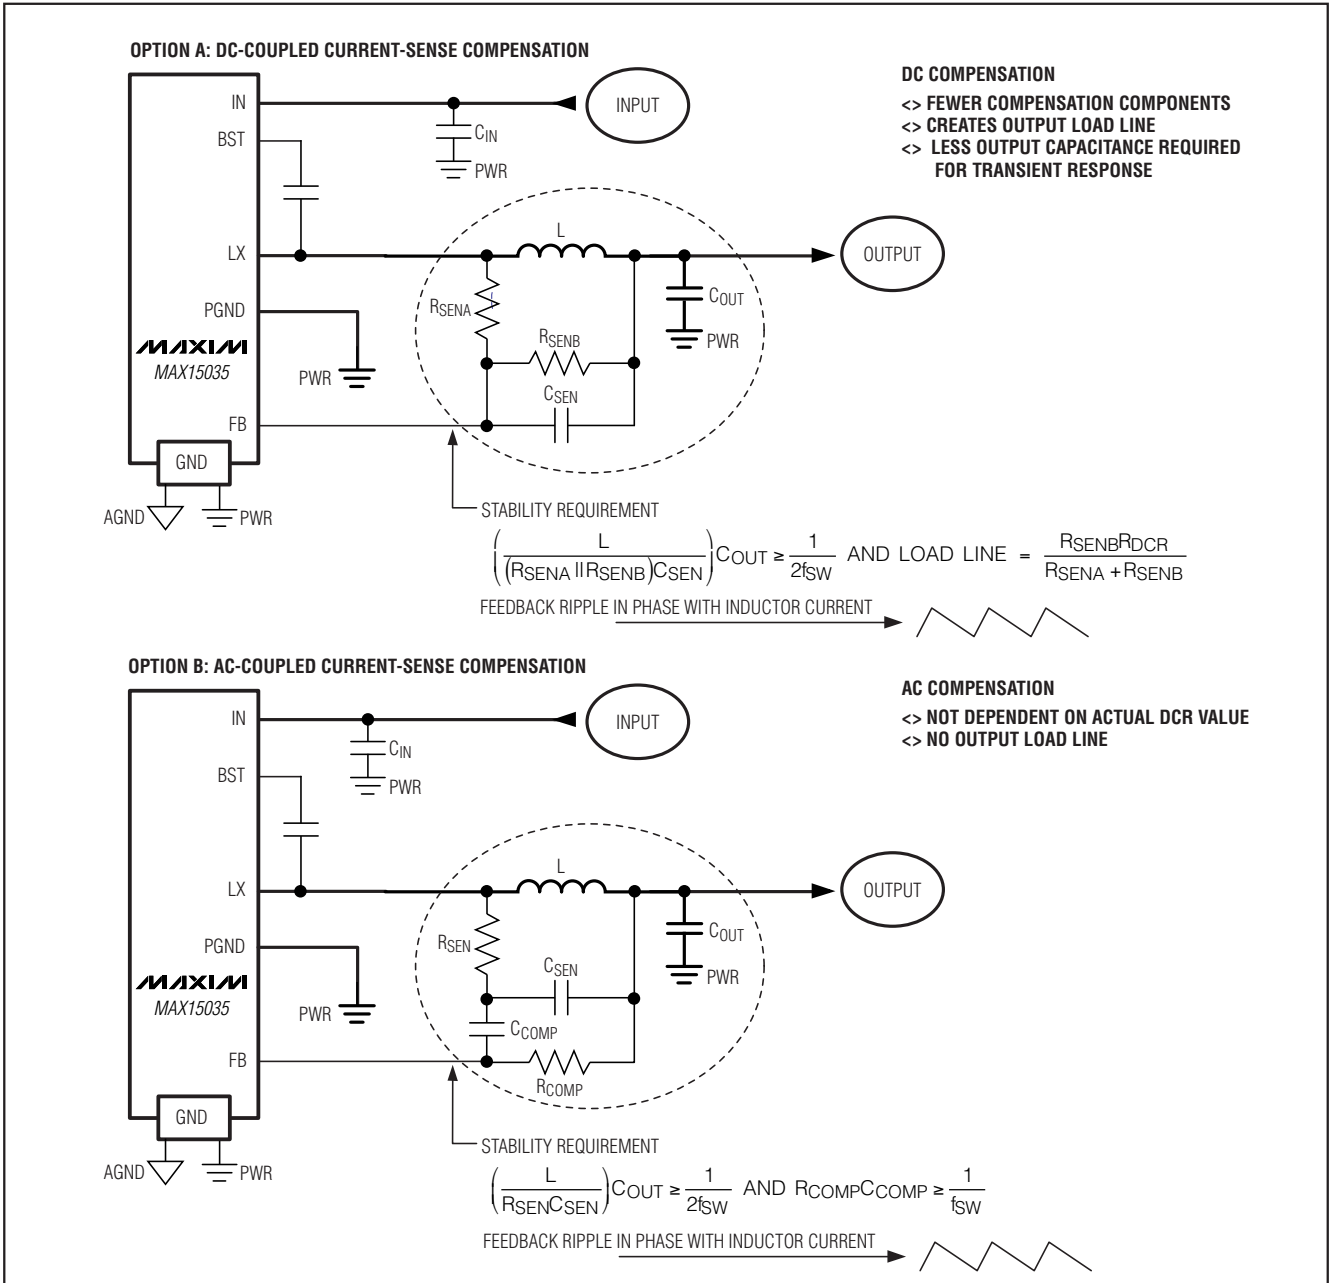 OPTION A: DC-COUPLED CURRENT-SENSE COMPENSATION
DC COMPENSATION
<> FEWER COMPENSATION COMPONENTS
<> CREATES OUTPUT LOAD LINE
<> LESS OUTPUT CAPACITANCE REQUIRED
FOR TRANSIENT RESPONSE
IN
INPUT
CIN
BST
PWR
L
LX
OUTPUT
RSENA
COUT
PGND
RSENB
PWR
MAXIM
MAX15035
PWR
CSEN
FB
GND
AGND
PWR
STABILITY REQUIREMENT
(L/((RSENA||RSENB)CSEN))COUT ≥ 1/2fSW AND LOAD LINE = RSENBRDCR/(RSENA + RSENB)
FEEDBACK RIPPLE IN PHASE WITH INDUCTOR CURRENT
OPTION B: AC-COUPLED CURRENT-SENSE COMPENSATION
AC COMPENSATION
<> NOT DEPENDENT ON ACTUAL DCR VALUE
<> NO OUTPUT LOAD LINE
IN
INPUT
CIN
BST
PWR
L
LX
OUTPUT
RSEN
COUT
PGND
CSEN
PWR
MAXIM
MAX15035
PWR
CCOMP
FB
RCOMP
GND
AGND
PWR
STABILITY REQUIREMENT
(L/(RSENCSEN))COUT ≥ 1/2fSW AND RCOMPCCOMP ≥ 1/fSW
FEEDBACK RIPPLE IN PHASE WITH INDUCTOR CURRENT